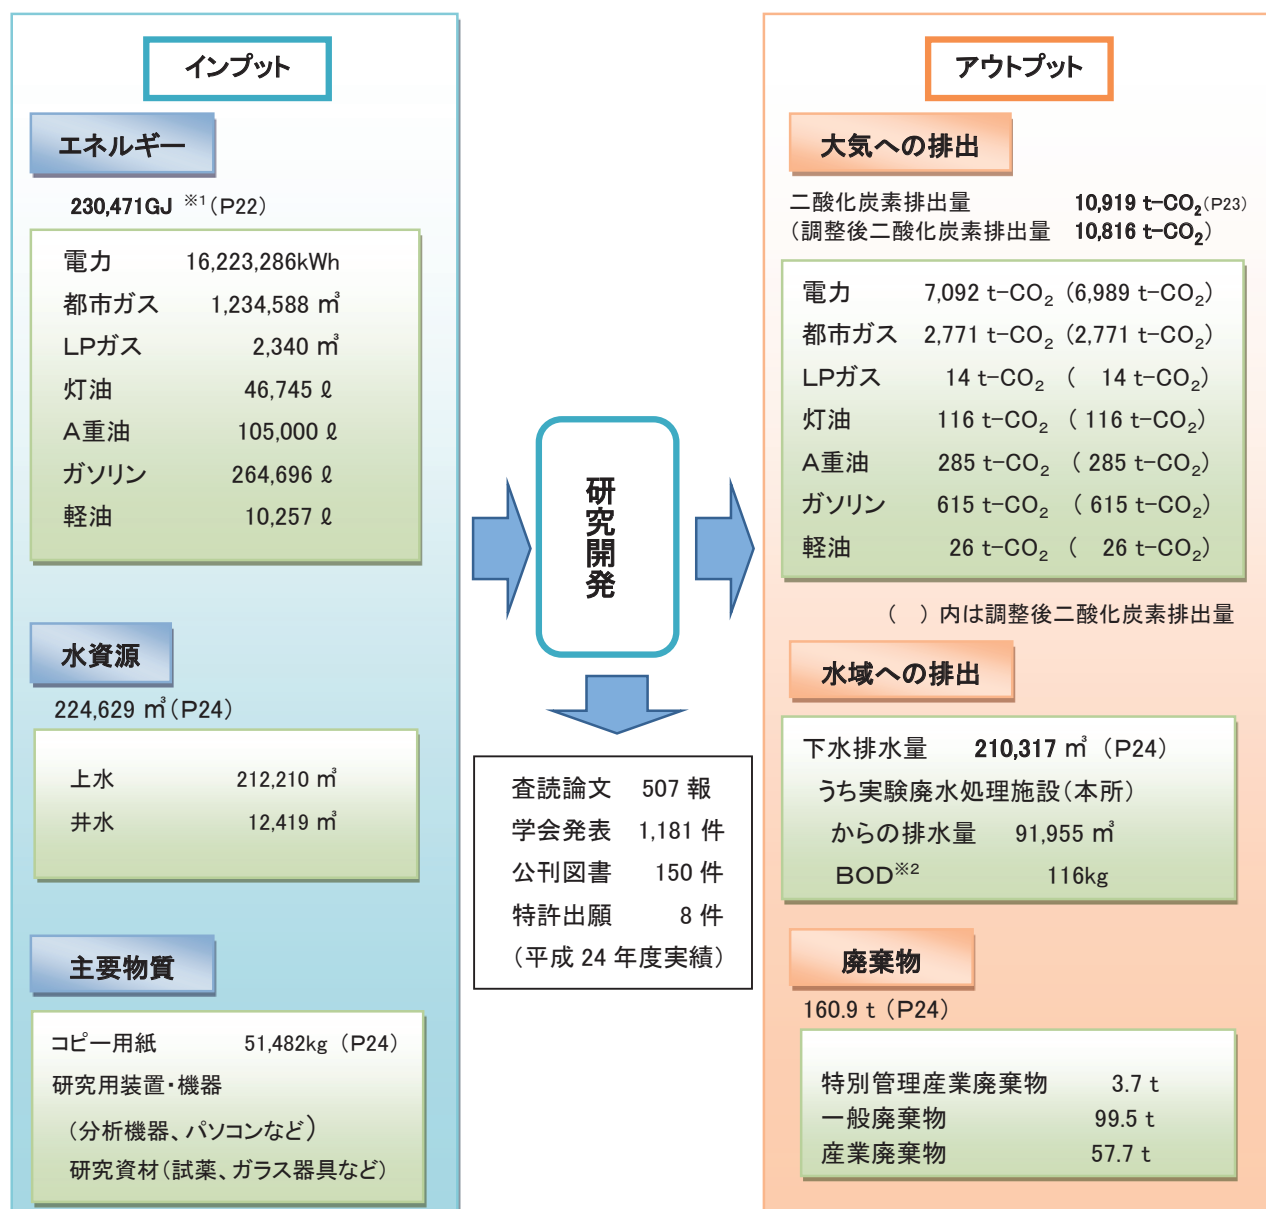 インプット
エネルギー
230,471GJ ※1(P22)
電力 16,223,286kWh
都市ガス 1,234,588 ㎥
LPガス 2,340 ㎥
灯油 46,745 ℓ
A重油 105,000 ℓ
ガソリン 264,696 ℓ
軽油 10,257 ℓ
水資源
224,629 ㎥(P24)
上水 212,210 ㎥
井水 12,419 ㎥
主要物質
コピー用紙 51,482kg (P24)
研究用装置・機器
(分析機器、パソコンなど)
研究資材(試薬、ガラス器具など)
研究開発
査読論文 507 報
学会発表 1,181 件
公刊図書 150 件
特許出願 8 件
(平成 24 年度実績)
アウトプット
大気への排出
二酸化炭素排出量 10,919 t-CO₂(P23)
(調整後二酸化炭素排出量 10,816 t-CO₂)
電力 7,092 t-CO₂ (6,989 t-CO₂)
都市ガス 2,771 t-CO₂ (2,771 t-CO₂)
LPガス 14 t-CO₂ ( 14 t-CO₂)
灯油 116 t-CO₂ ( 116 t-CO₂)
A重油 285 t-CO₂ ( 285 t-CO₂)
ガソリン 615 t-CO₂ ( 615 t-CO₂)
軽油 26 t-CO₂ ( 26 t-CO₂)
( )内は調整後二酸化炭素排出量
水域への排出
下水排水量 210,317 ㎥ (P24)
うち実験廃水処理施設(本所)
からの排水量 91,955 ㎥
BOD※2 116kg
廃棄物
160.9 t (P24)
特別管理産業廃棄物 3.7 t
一般廃棄物 99.5 t
産業廃棄物 57.7 t